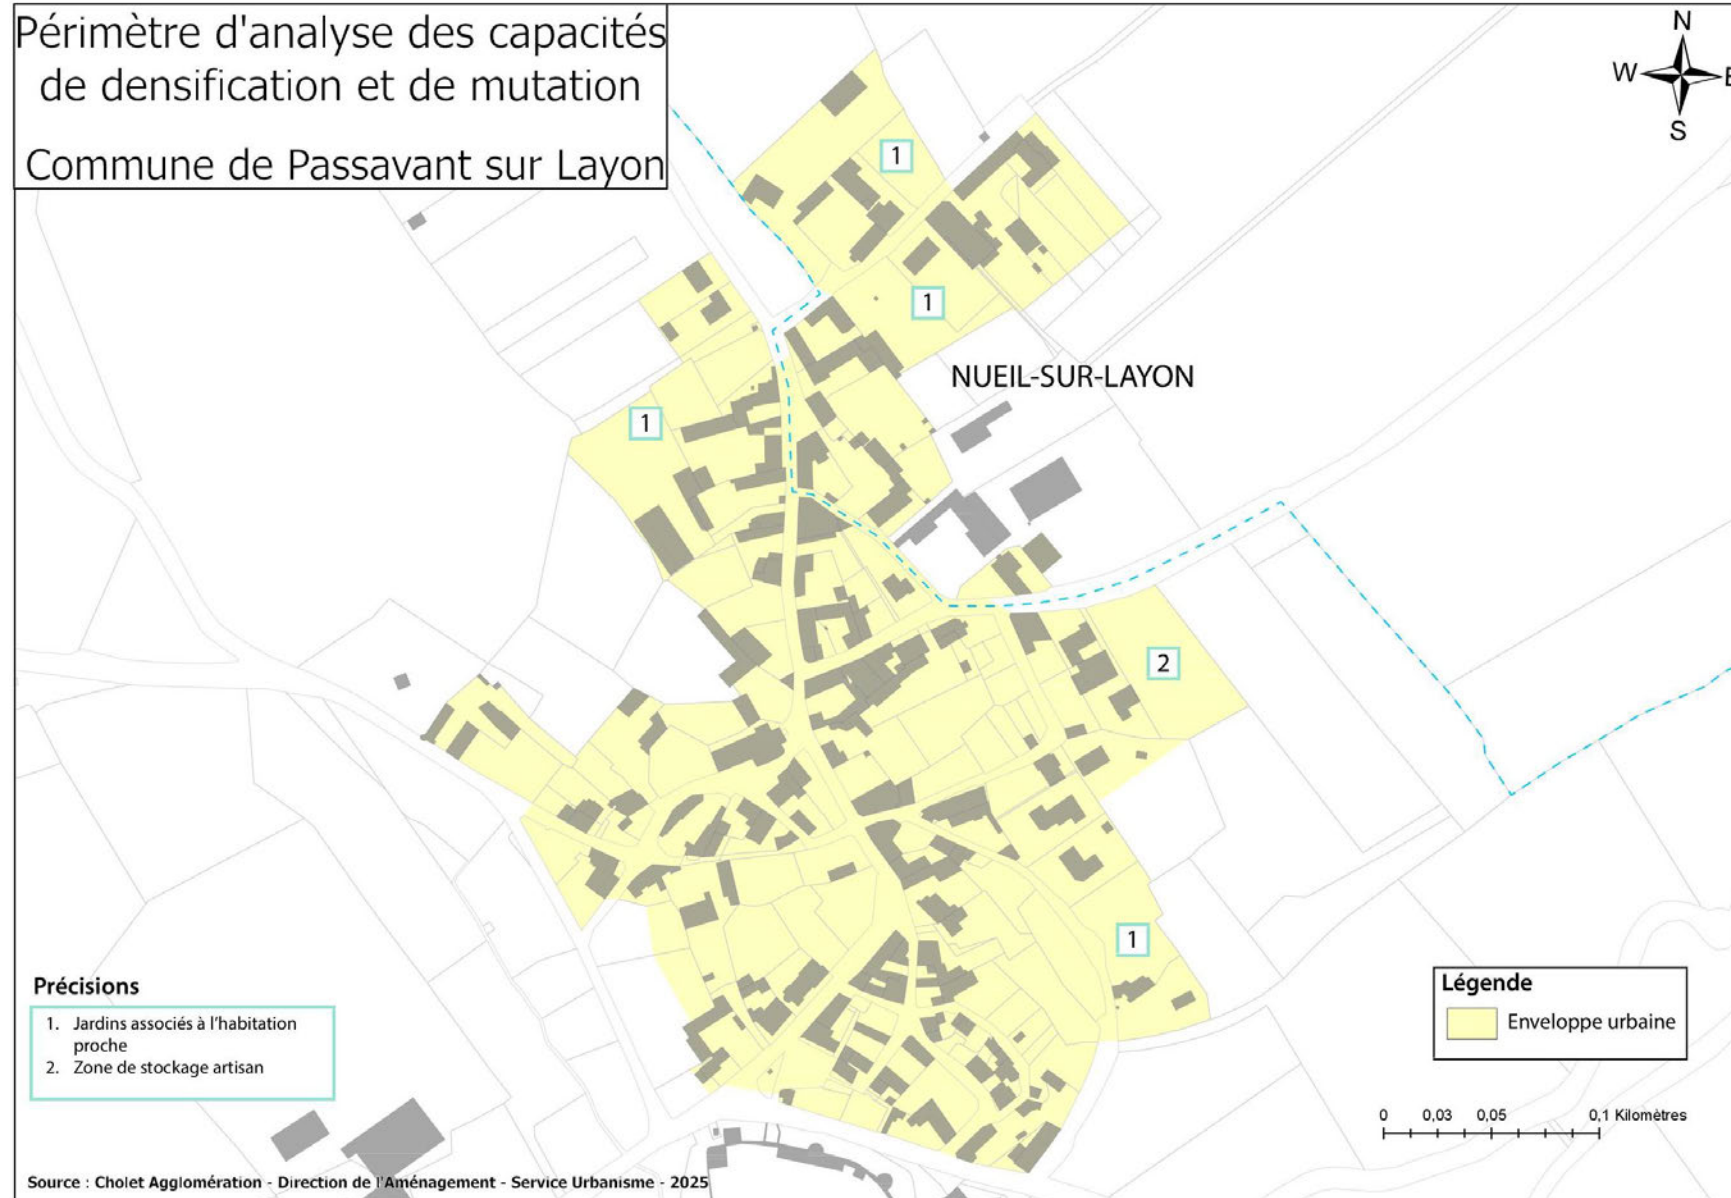 Périmètre d'analyse des capacités
de densification et de mutation
Commune de Passavant sur Layon
N
W
E
S
1
1
NUEIL-SUR-LAYON
1
2
1
Précisions
1. Jardins associés à l'habitation
proche
2. Zone de stockage artisan
Légende
Enveloppe urbaine
0 0,03 0,05 0,1 Kilomètres
Source : Cholet Agglomération - Direction de l'Aménagement - Service Urbanisme - 2025